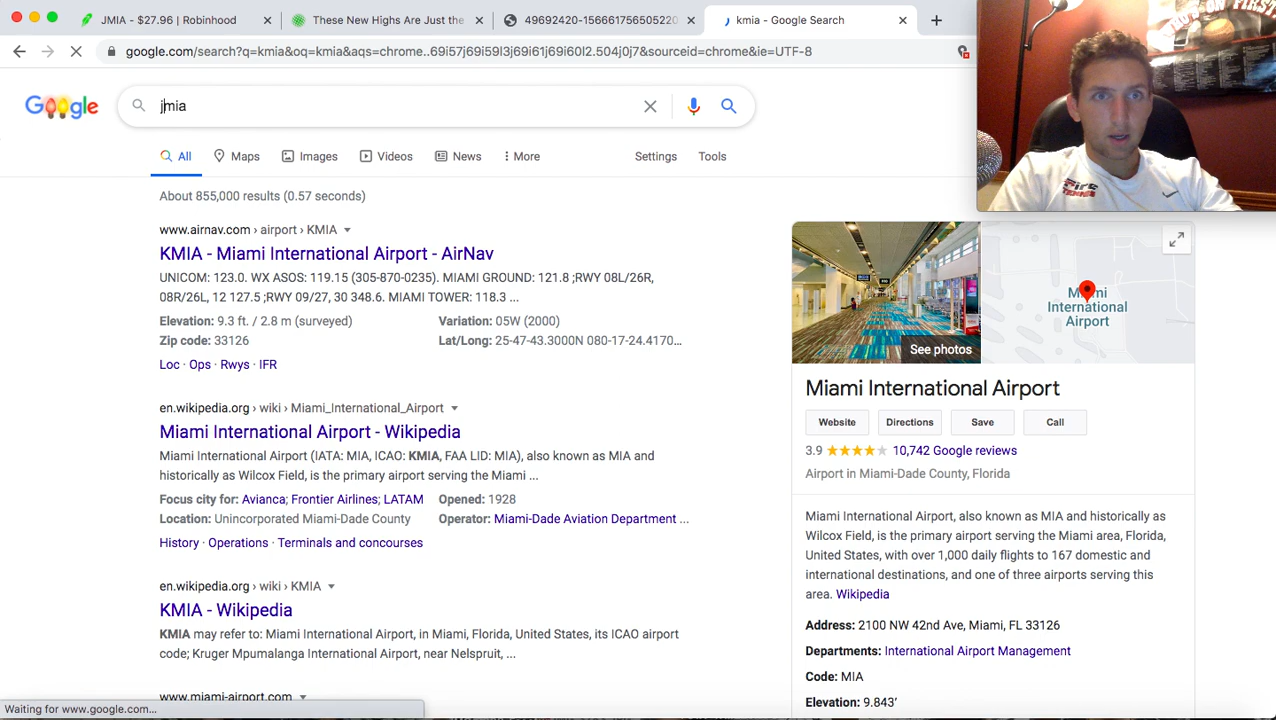 JMIA - $27.96 | Robinhood
These New Highs Are Just the
49692420-1566617565052220
kmia - Google Search
google.com/search?q=kmia&oq=kmia&aqs=chrome..69i57j69i59l3j69i61j69i60l2.504j0j7&sourceid=chrome&ie=UTF-8
Google
jmia
All
Maps
Images
Videos
News
More
Settings
Tools
About 855,000 results (0.57 seconds)
www.airnav.com › airport › KMIA
KMIA - Miami International Airport - AirNav
UNICOM: 123.0. WX ASOS: 119.15 (305-870-0235). MIAMI GROUND: 121.8 ;RWY 08L/26R,
08R/26L, 12 127.5 ;RWY 09/27, 30 348.6. MIAMI TOWER: 118.3 ...
Elevation: 9.3 ft. / 2.8 m (surveyed)
Variation: 05W (2000)
Zip code: 33126
Lat/Long: 25-47-43.3000N 080-17-24.4170...
Loc · Ops · Rwys · IFR
en.wikipedia.org › wiki › Miami_International_Airport
Miami International Airport - Wikipedia
Miami International Airport (IATA: MIA, ICAO: KMIA, FAA LID: MIA), also known as MIA and
historically as Wilcox Field, is the primary airport serving the Miami ...
Focus city for: Avianca; Frontier Airlines; LATAM
Opened: 1928
Location: Unincorporated Miami-Dade County
Operator: Miami-Dade Aviation Department ...
History · Operations · Terminals and concourses
en.wikipedia.org › wiki › KMIA
KMIA - Wikipedia
KMIA may refer to: Miami International Airport, in Miami, Florida, United States, its ICAO airport
code; Kruger Mpumalanga International Airport, near Nelspruit, ...
www.miami-airport.com
Waiting for www.google.com...
See photos
Miami
International
Airport
Miami International Airport
Website
Directions
Save
Call
3.9
10,742 Google reviews
Airport in Miami-Dade County, Florida
Miami International Airport, also known as MIA and historically as
Wilcox Field, is the primary airport serving the Miami area, Florida,
United States, with over 1,000 daily flights to 167 domestic and
international destinations, and one of three airports serving this
area. Wikipedia
Address: 2100 NW 42nd Ave, Miami, FL 33126
Departments: International Airport Management
Code: MIA
Elevation: 9.843′
Fire
TENNIS